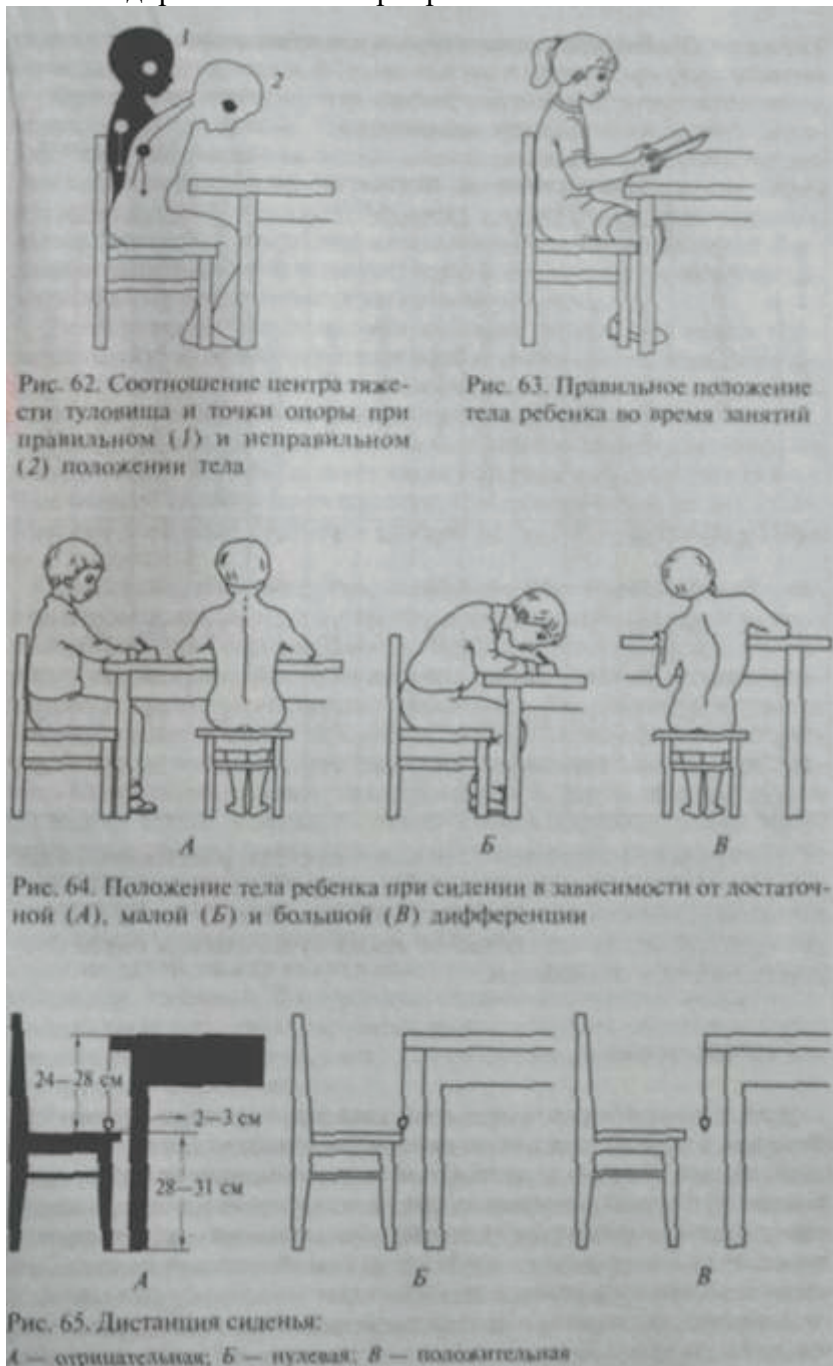 1
2
Рис. 62. Соотношение центра тяже-
сти туловища и точки опоры при
правильном (1) и неправильном
(2) положении тела
Рис. 63. Правильное положение
тела ребенка во время занятий
А
Б
В
Рис. 64. Положение тела ребенка при сидении в зависимости от достаточ-
ной (А), малой (Б) и большой (В) дифференции
24—28 см
2—3 см
28—31 см
А
Б
В
Рис. 65. Дистанция сиденья:
А — отрицательная; Б — нулевая; В — положительная